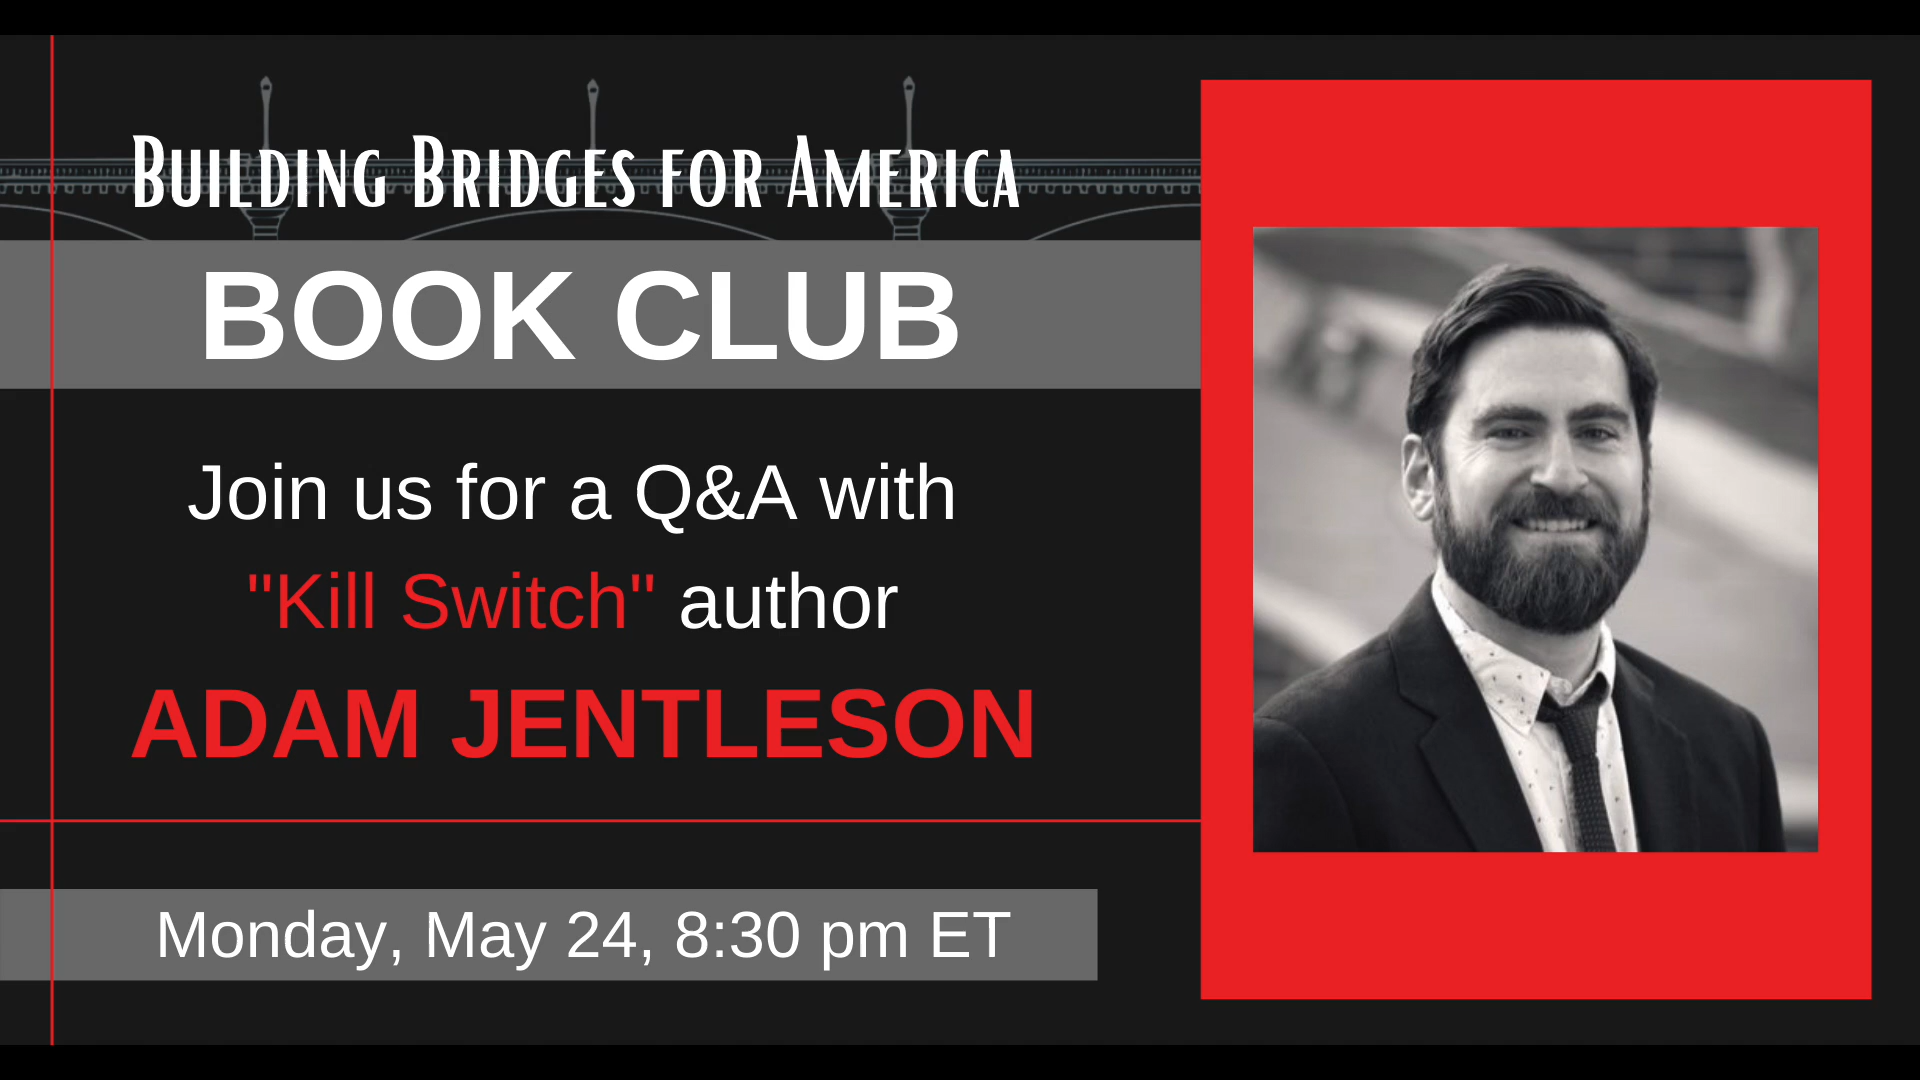 Building Bridges for America
BOOK CLUB
Join us for a Q&A with
"Kill Switch" author
ADAM JENTLESON
Monday, May 24, 8:30 pm ET